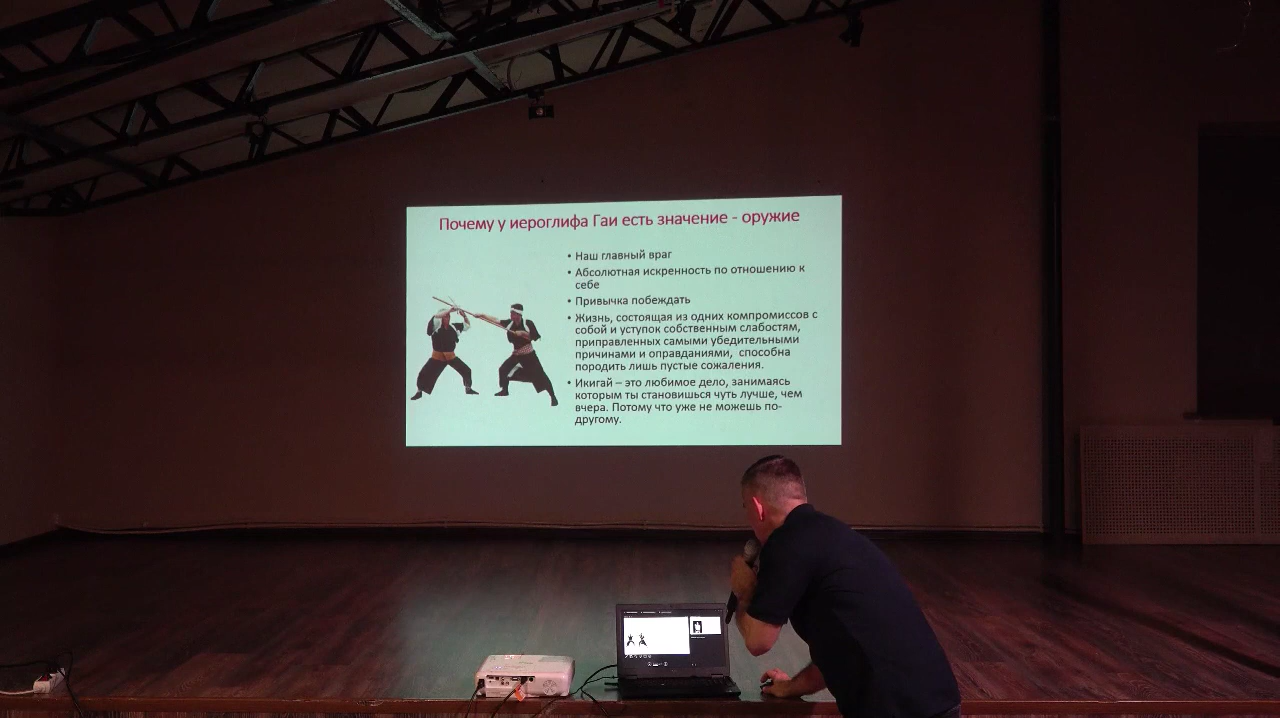 Почему у иероглифа Гаи есть значение - оружие
• Наш главный враг
• Абсолютная искренность по отношению к
себе
• Привычка побеждать
• Жизнь, состоящая из одних компромиссов с
собой и уступок собственным слабостям,
приправленных самыми убедительными
причинами и оправданиями, способна
породить лишь пустые сожаления.
• Икигай – это любимое дело, занимаясь
которым ты становишься чуть лучше, чем
вчера. Потому что уже не можешь по-
другому.